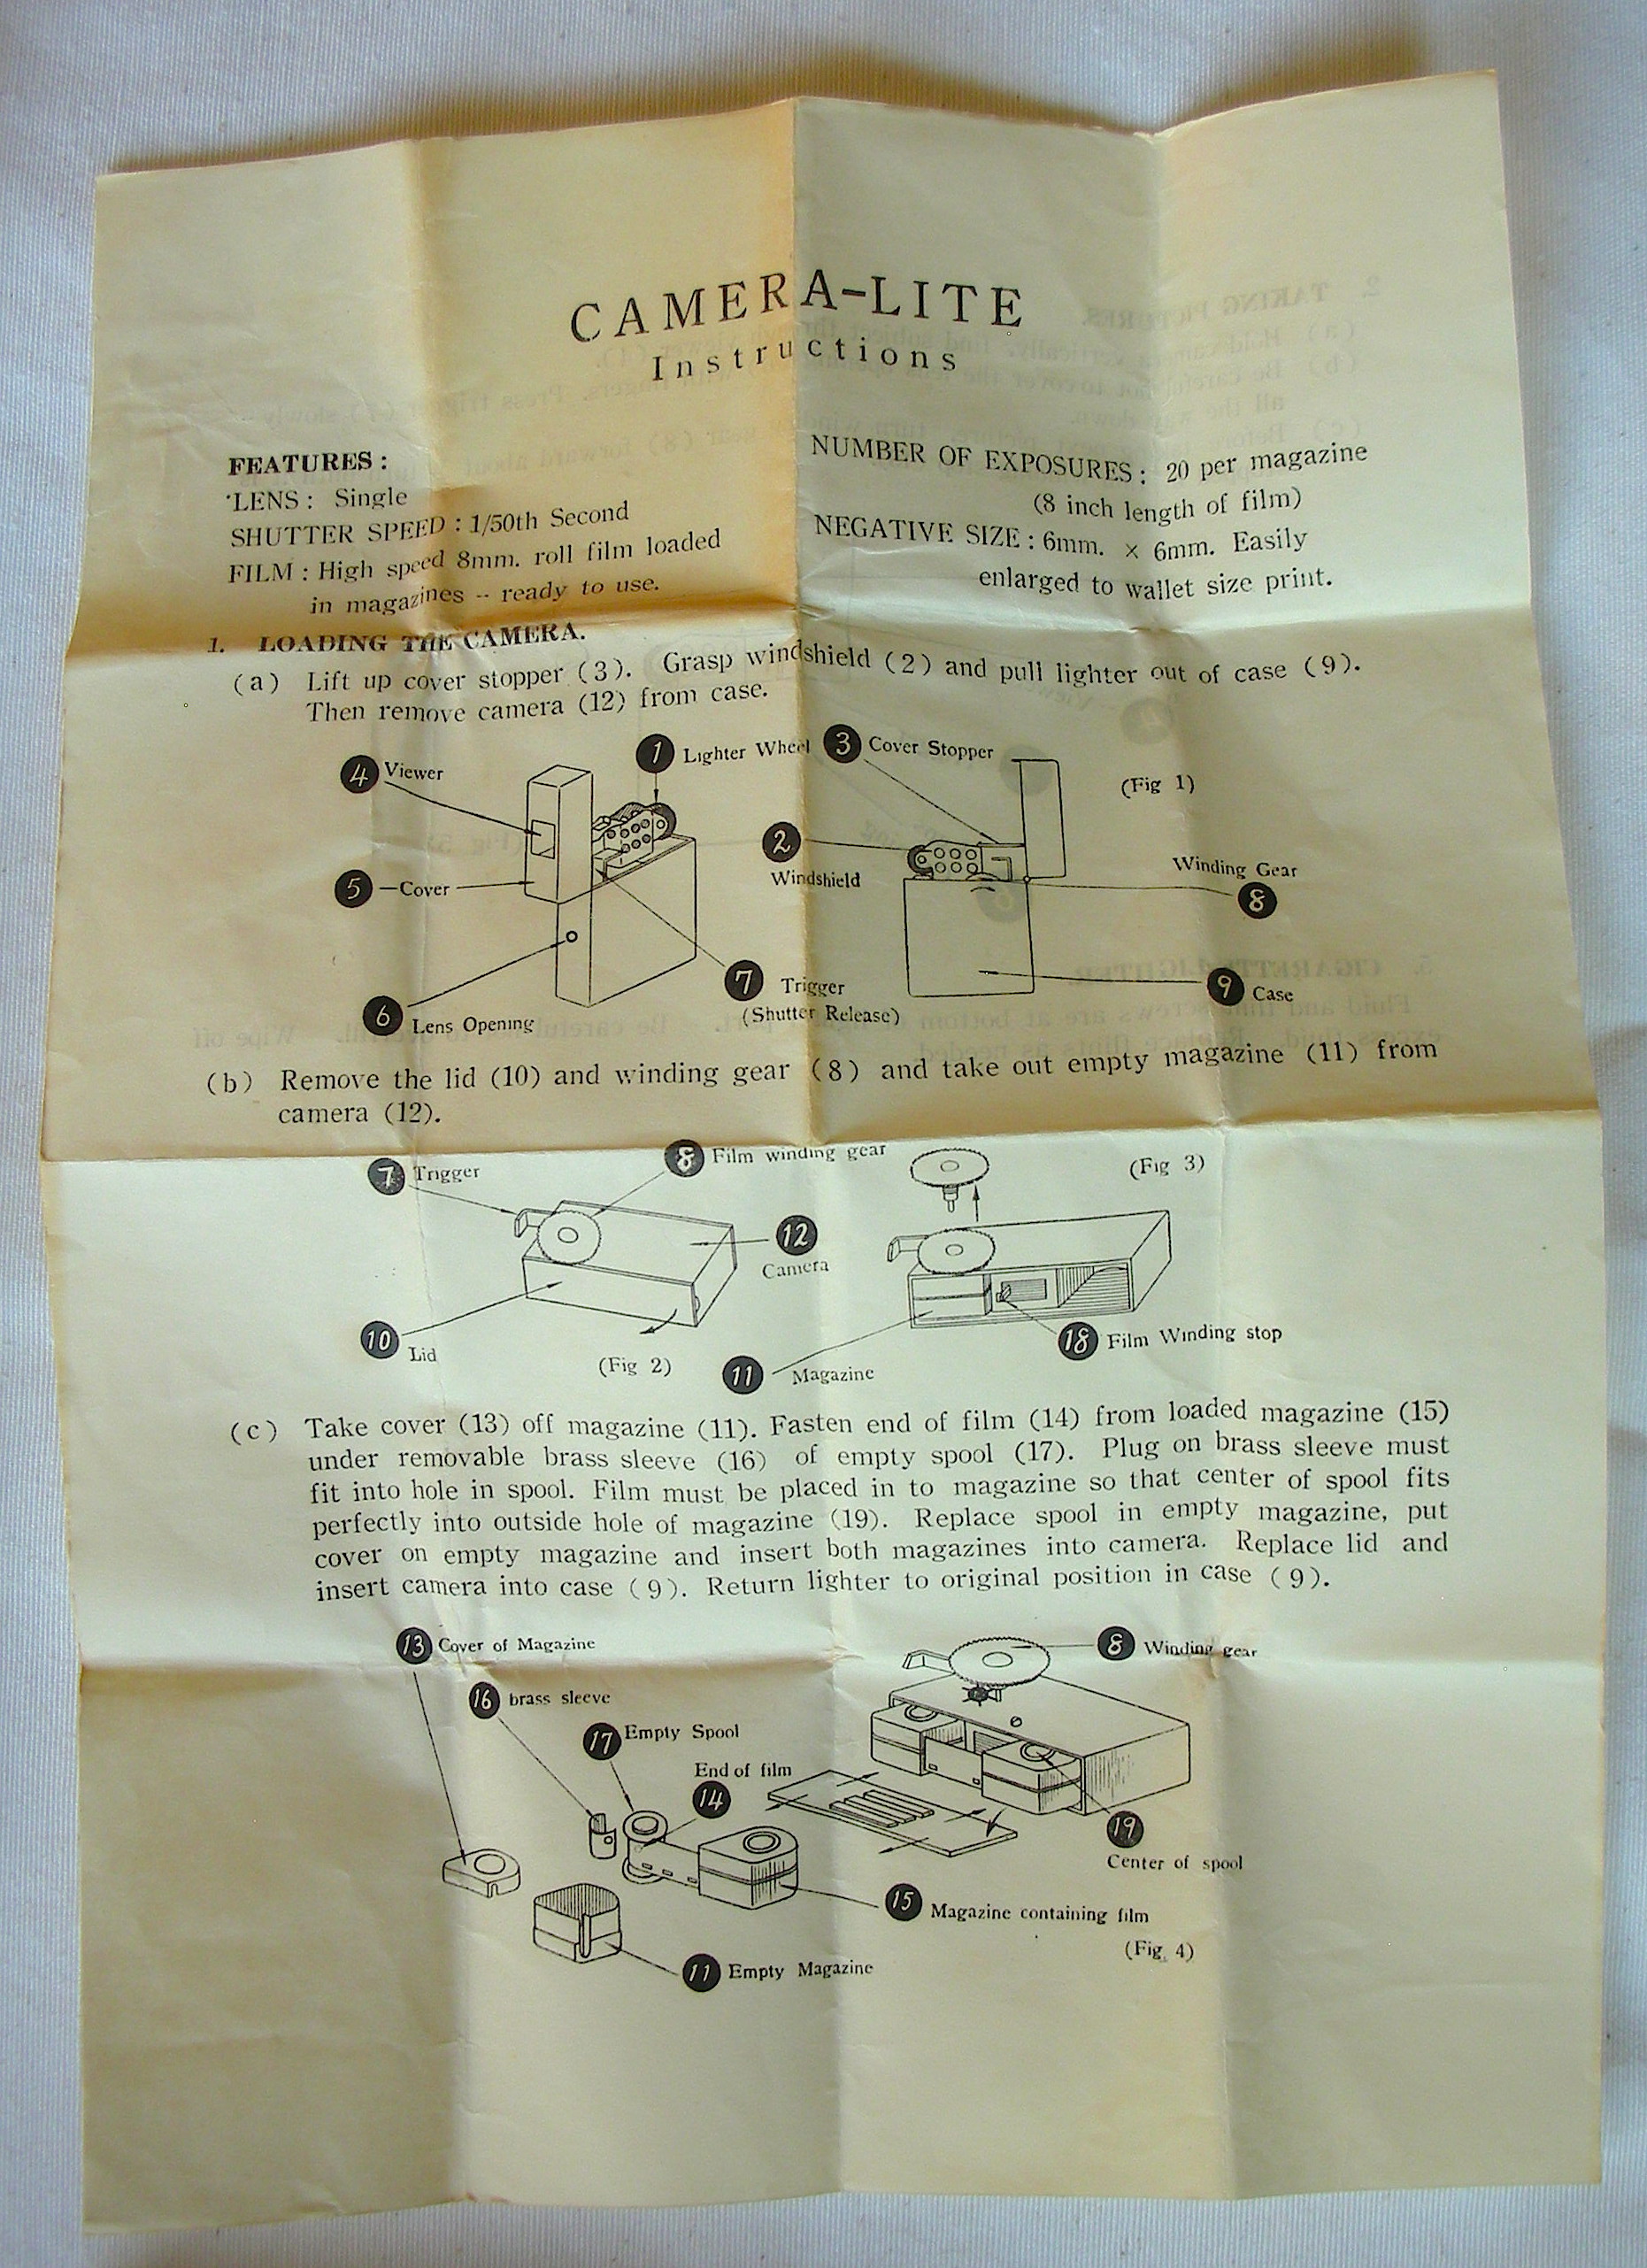 CAMERA-LITE
Instructions
FEATURES :
LENS : Single
SHUTTER SPEED : 1/50th Second
FILM : High speed 8mm. roll film loaded
in magazines -- ready to use.
NUMBER OF EXPOSURES : 20 per magazine
(8 inch length of film)
NEGATIVE SIZE : 6mm. × 6mm. Easily
enlarged to wallet size print.
1. LOADING THE CAMERA.
(a) Lift up cover stopper (3). Grasp windshield (2) and pull lighter out of case (9).
Then remove camera (12) from case.
4 Viewer
1 Lighter Wheel
3 Cover Stopper
(Fig 1)
2 Windshield
5 Cover
Winding Gear 8
7 Trigger
(Shutter Release)
9 Case
6 Lens Opening
(b) Remove the lid (10) and winding gear (8) and take out empty magazine (11) from
camera (12).
7 Trigger
8 Film winding gear
(Fig 3)
12 Camera
10 Lid
(Fig 2)
11 Magazine
18 Film Winding stop
(c) Take cover (13) off magazine (11). Fasten end of film (14) from loaded magazine (15)
under removable brass sleeve (16) of empty spool (17). Plug on brass sleeve must
fit into hole in spool. Film must be placed in to magazine so that center of spool fits
perfectly into outside hole of magazine (19). Replace spool in empty magazine, put
cover on empty magazine and insert both magazines into camera. Replace lid and
insert camera into case (9). Return lighter to original position in case (9).
13 Cover of Magazine
8 Winding gear
16 brass sleeve
17 Empty Spool
End of film
14
19
Center of spool
15 Magazine containing film
(Fig. 4)
11 Empty Magazine